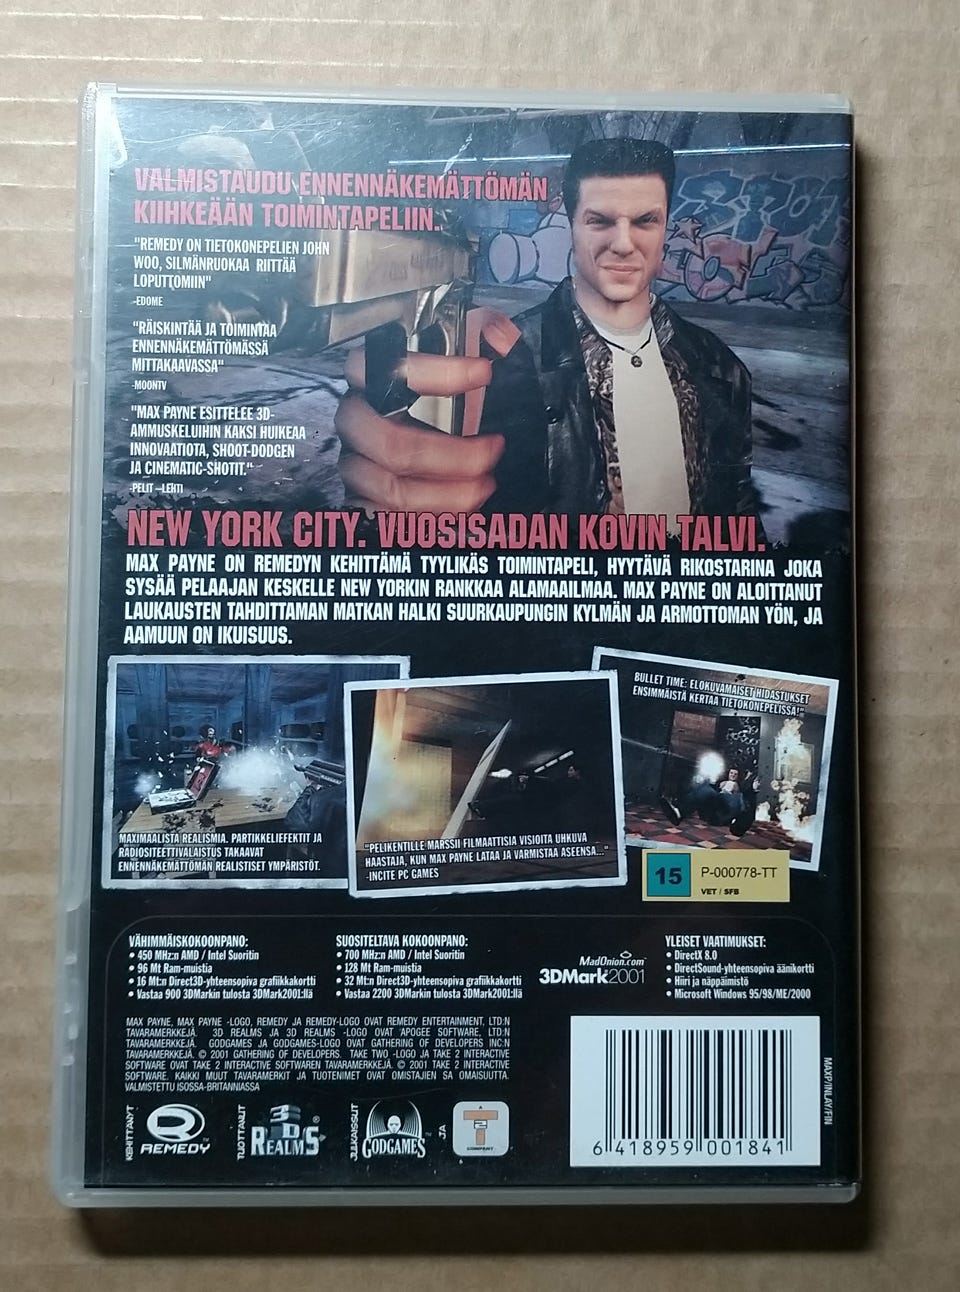 VALMISTAUDU ENNENNÄKEMÄTTÖMÄN
KIIHKEÄÄN TOIMINTAPELIIN.
"REMEDY ON TIETOKONEPELIEN JOHN
WOO, SILMÄNRUOKAA RIITTÄÄ
LOPUTTOMIIN"
-EDOME
"RÄISKINTÄÄ JA TOIMINTAA
ENNENNÄKEMÄTTÖMÄSSÄ
MITTAKAAVASSA"
-MOONTV
"MAX PAYNE ESITTELEE 3D-
AMMUSKELUIHIN KAKSI HUIKEAA
INNOVAATIOTA, SHOOT-DODGEN
JA CINEMATIC-SHOTIT."
-PELIT -LEHTI
NEW YORK CITY. VUOSISADAN KOVIN TALVI.
MAX PAYNE ON REMEDYN KEHITTÄMÄ TYYLIKÄS TOIMINTAPELI, HYYTÄVÄ RIKOSTARINA JOKA
SYSÄÄ PELAAJAN KESKELLE NEW YORKIN RANKKAA ALAMAAILMAA. MAX PAYNE ON ALOITTANUT
LAUKAUSTEN TAHDITTAMAN MATKAN HALKI SUURKAUPUNGIN KYLMÄN JA ARMOTTOMAN YÖN, JA
AAMUUN ON IKUISUUS.
MAXIMAALISTA REALISMIA. PARTIKKELIEFEKTIT JA
RADIOSITEETTIVALAISTUS TAKAAVAT
ENNENNÄKEMÄTTÖMÄN REALISTISET YMPÄRISTÖT.
"PELIKENTILLE MARSSII FILMAATTISIA VISIOITA UHKUVA
HAASTAJA, KUN MAX PAYNE LATAA JA VARMISTAA ASEENSA..."
-INCITE PC GAMES
BULLET TIME: ELOKUVAMAISET HIDASTUKSET
ENSIMMÄISTÄ KERTAA TIETOKONEPELISSÄ!"
15
P-000778-TT
VET / SFB
VÄHIMMÄISKOKOONPANO:
• 450 MHz:n AMD / Intel Suoritin
• 96 Mt Ram-muistia
• 16 Mt:n Direct3D-yhteensopiva grafiikkakortti
• Vastaa 900 3DMarkin tulosta 3DMark2001:llä
SUOSITELTAVA KOKOONPANO:
• 700 MHz:n AMD / Intel Suoritin
• 128 Mt Ram-muistia
• 32 Mt:n Direct3D-yhteensopiva grafiikkakortti
• Vastaa 2200 3DMarkin tulosta 3DMark2001:llä
MadOnion.com
3DMark2001
YLEISET VAATIMUKSET:
• DirectX 8.0
• DirectSound-yhteensopiva äänikortti
• Hiiri ja näppäimistö
• Microsoft Windows 95/98/ME/2000
MAX PAYNE, MAX PAYNE -LOGO, REMEDY JA REMEDY-LOGO OVAT REMEDY ENTERTAINMENT, LTD:N
TAVARAMERKKEJÄ. 3D REALMS JA 3D REALMS -LOGO OVAT APOGEE SOFTWARE, LTD:N
TAVARAMERKKEJÄ. GODGAMES JA GODGAMES-LOGO OVAT GATHERING OF DEVELOPERS INC:N
TAVARAMERKKEJÄ. © 2001 GATHERING OF DEVELOPERS. TAKE TWO -LOGO JA TAKE 2 INTERACTIVE
SOFTWARE OVAT TAKE 2 INTERACTIVE SOFTWAREN TAVARAMERKKEJÄ. © 2001 TAKE 2 INTERACTIVE
SOFTWARE. KAIKKI MUUT TAVARAMERKIT JA TUOTENIMET OVAT OMISTAJIEN SA OMAISUUTTA.
VALMISTETTU ISOSSA-BRITANNIASSA
KEHITTÄNYT
REMEDY™
TUOTTANUT
3D
REALMS®
JULKAISSUT
GODGAMES™
JA
A
T
COMPANY
6 418959 001841
MAXP/INLAY/FIN